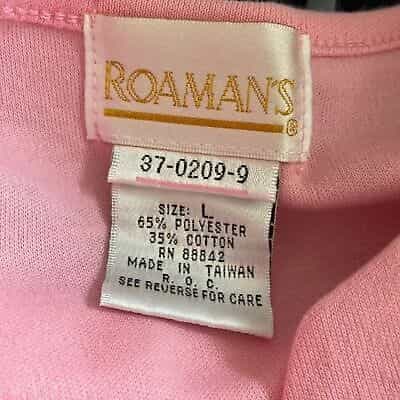 ROAMAN'S
®
37-0209-9
SIZE: L
65% POLYESTER
35% COTTON
RN 88842
MADE IN TAIWAN
R. O. C.
SEE REVERSE FOR CARE